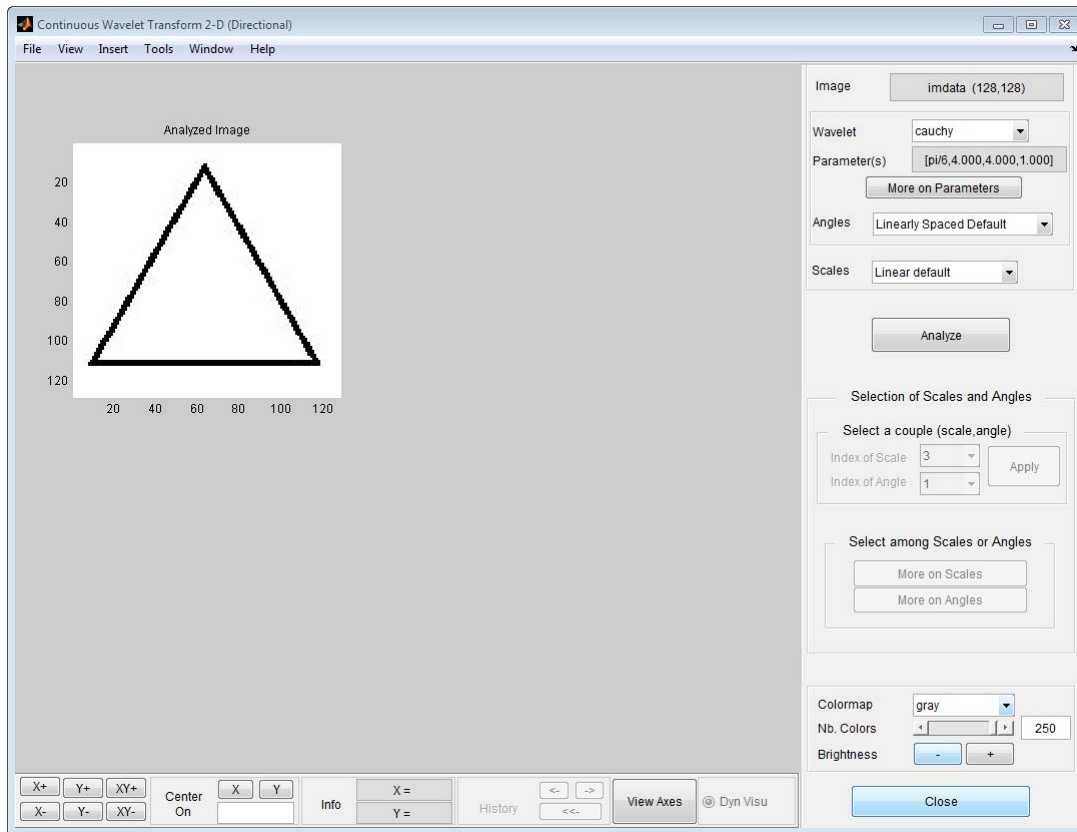 Continuous Wavelet Transform 2-D (Directional)
File View Insert Tools Window Help
Analyzed Image
20
40
60
80
100
120
20 40 60 80 100 120
Image imdata (128,128)
Wavelet cauchy
Parameter(s) [pi/6,4.000,4.000,1.000]
More on Parameters
Angles Linearly Spaced Default
Scales Linear default
Analyze
Selection of Scales and Angles
Select a couple (scale,angle)
Index of Scale 3
Index of Angle 1
Apply
Select among Scales or Angles
More on Scales
More on Angles
Colormap gray
Nb. Colors 250
Brightness - +
X+ Y+ XY+
X- Y- XY-
Center
On
X Y
Info
X =
Y =
History
<- ->
<<-
View Axes
Dyn Visu
Close